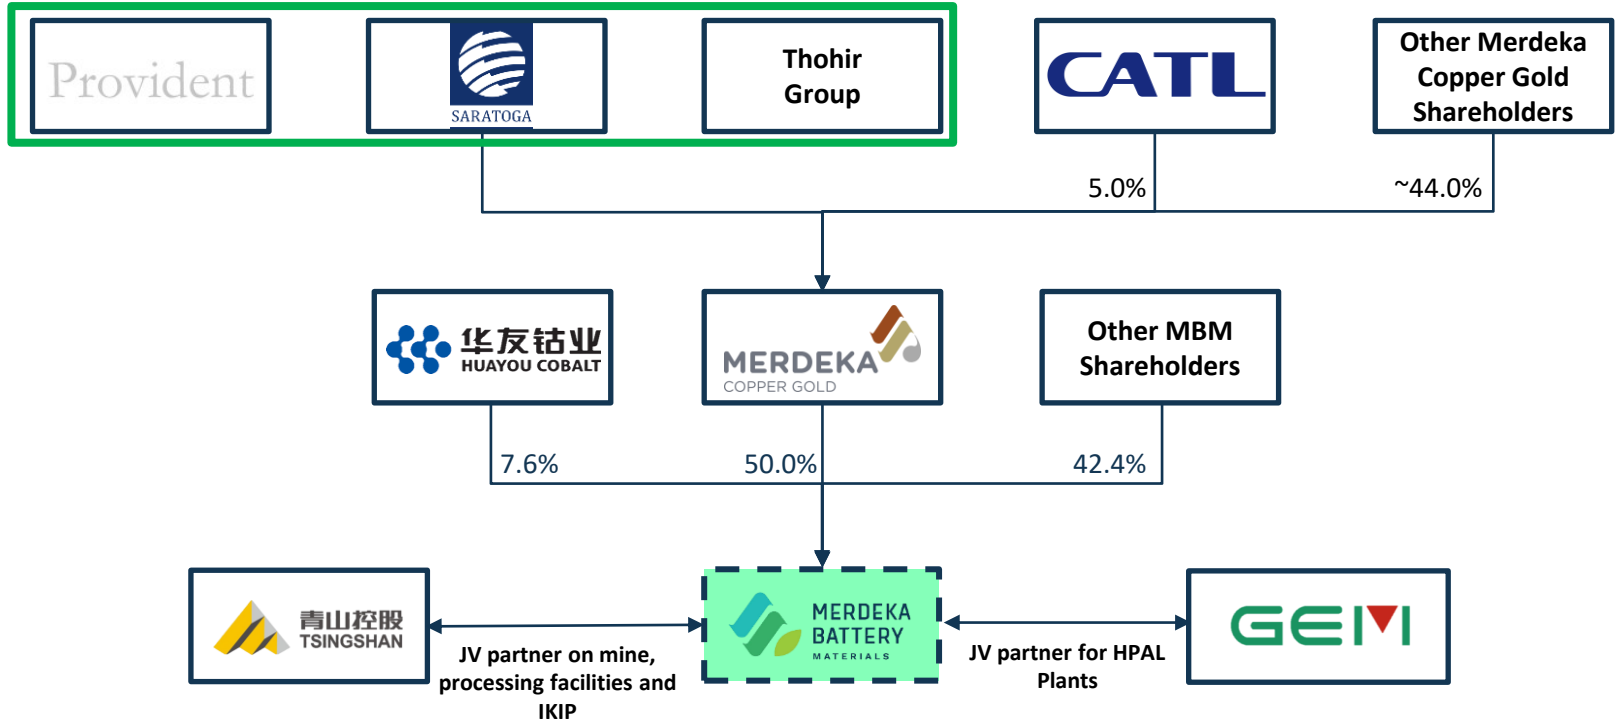 Provident
SARATOGA
Thohir
Group
CATL
Other Merdeka
Copper Gold
Shareholders
5.0%
~44.0%
华友钴业
HUAYOU COBALT
MERDEKA
COPPER GOLD
Other MBM
Shareholders
7.6%
50.0%
42.4%
青山控股
TSINGSHAN
JV partner on mine,
processing facilities and
IKIP
MERDEKA
BATTERY
MATERIALS
JV partner for HPAL
Plants
GEM